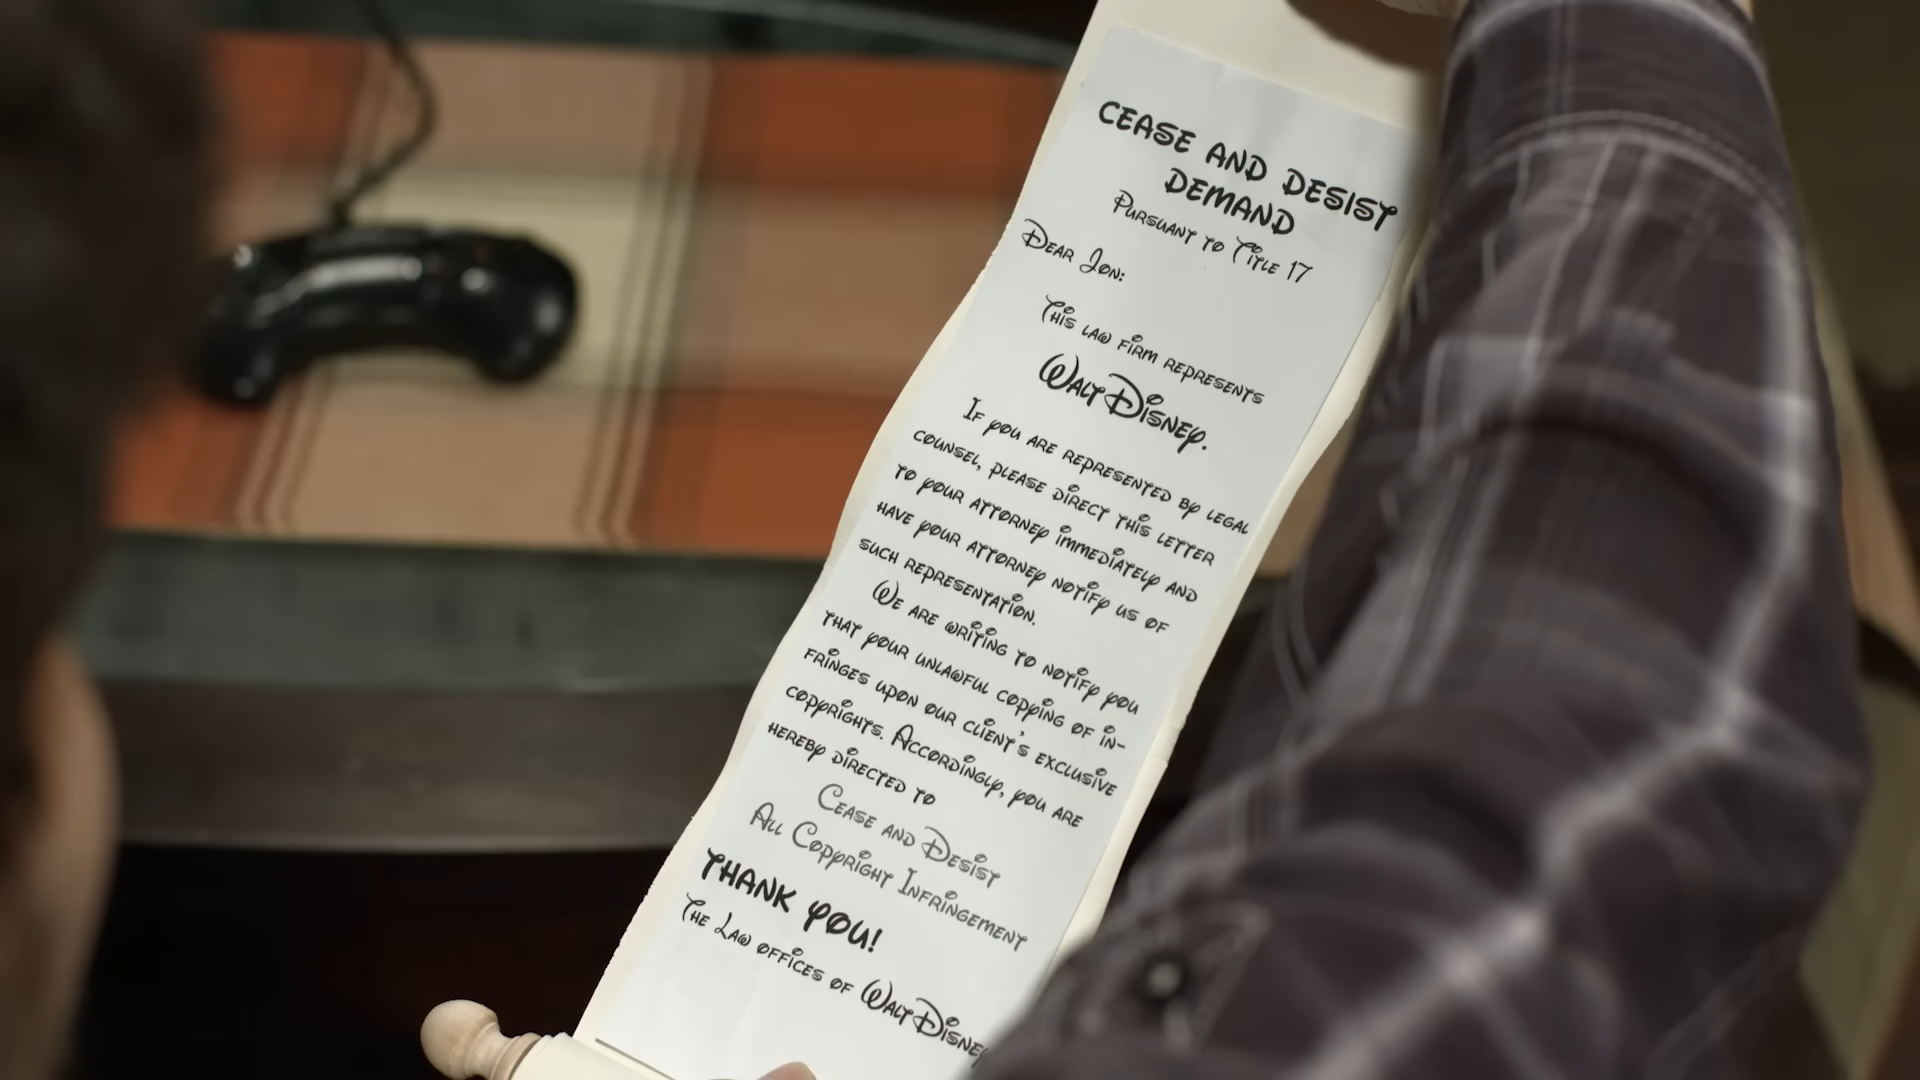 CEASE AND DESIST
DEMAND
PURSUANT TO TITLE 17
DEAR JON:
THIS LAW FIRM REPRESENTS
WALT DISNEY.
IF YOU ARE REPRESENTED BY LEGAL
COUNSEL, PLEASE DIRECT THIS LETTER
TO YOUR ATTORNEY IMMEDIATELY AND
HAVE YOUR ATTORNEY NOTIFY US OF
SUCH REPRESENTATION.
WE ARE WRITING TO NOTIFY YOU
THAT YOUR UNLAWFUL COPYING OF IN-
FRINGES UPON OUR CLIENT'S EXCLUSIVE
COPYRIGHTS. ACCORDINGLY, YOU ARE
HEREBY DIRECTED TO
CEASE AND DESIST
ALL COPYRIGHT INFRINGEMENT
THANK YOU!
THE LAW OFFICES OF WALT DISNEY